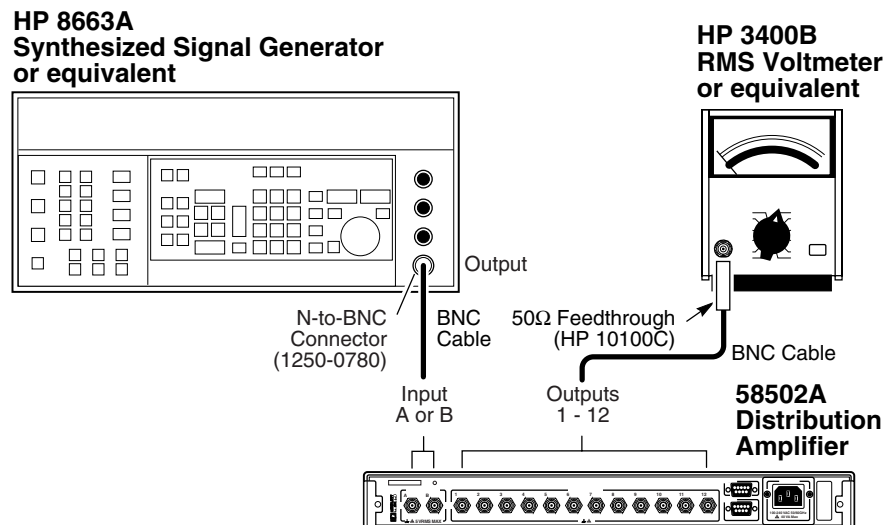 HP 8663A
Synthesized Signal Generator
or equivalent
HP 3400B
RMS Voltmeter
or equivalent
Output
N-to-BNC
Connector
(1250-0780)
BNC
Cable
50Ω Feedthrough
(HP 10100C)
BNC Cable
Input
A or B
Outputs
1 - 12
58502A
Distribution
Amplifier
A B 1 2 3 4 5 6 7 8 9 10 11 12